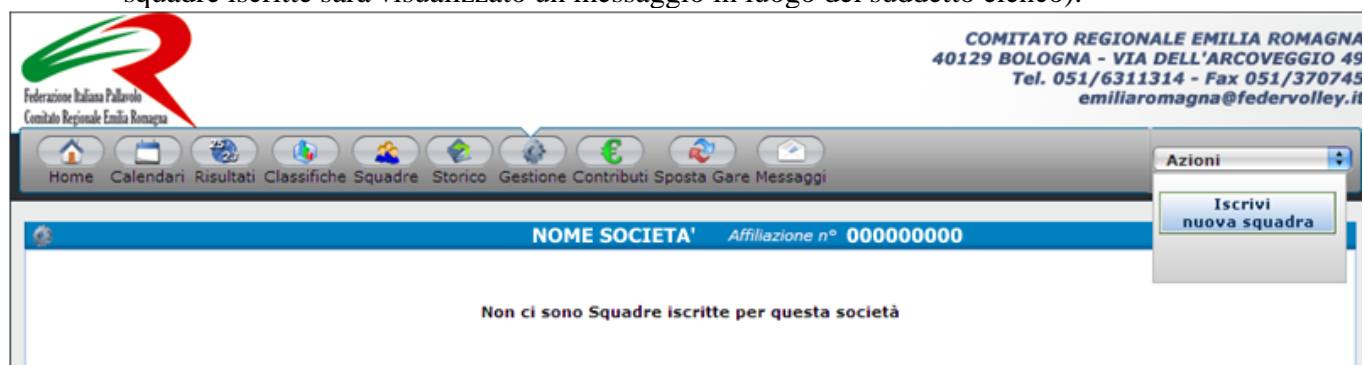 squadre iscritte sarà visualizzato un messaggio in luogo del suddetto elenco).
COMITATO REGIONALE EMILIA ROMAGNA
40129 BOLOGNA - VIA DELL'ARCOVEGGIO 49
Tel. 051/6311314 - Fax 051/370745
emiliaromagna@federvolley.it
Federazione Italiana Pallavolo
Comitato Regionale Emilia Romagna
Home Calendari Risultati Classifiche Squadre Storico Gestione Contributi Sposta Gare Messaggi
Azioni
Iscrivi
nuova squadra
NOME SOCIETA' Affiliazione n° 000000000
Non ci sono Squadre iscritte per questa società